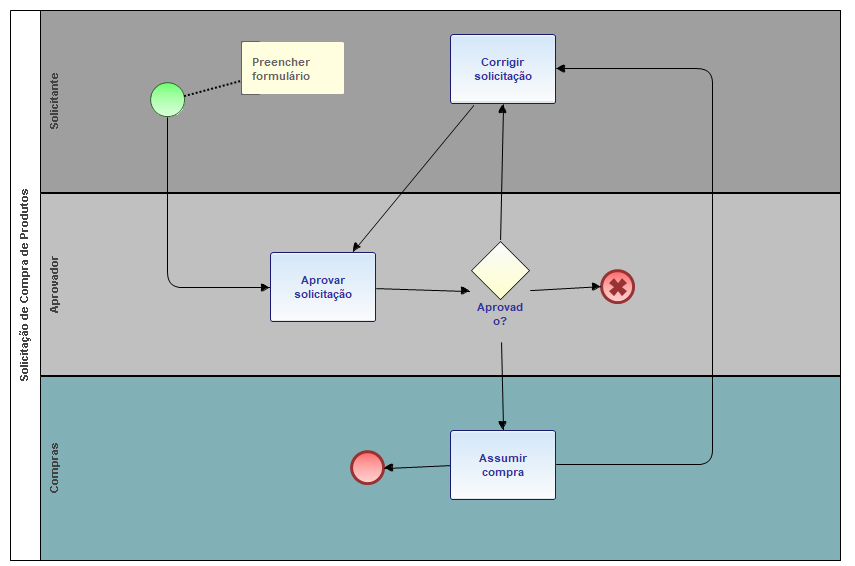 Solicitação de Compra de Produtos
Solicitante
Preencher
formulário
Corrigir
solicitação
Aprovador
Aprovar
solicitação
Aprovad
o?
Compras
Assumir
compra